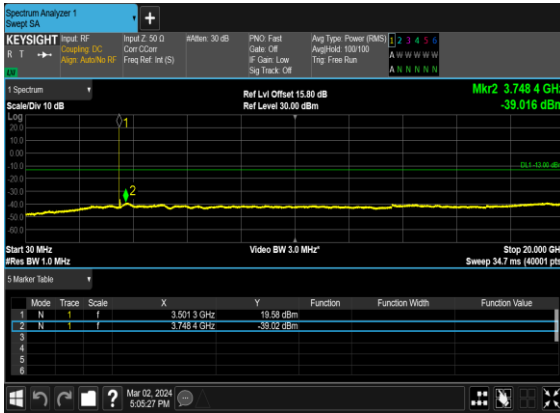 Spectrum Analyzer 1
Swept SA
+
KEYSIGHT Input: RF Input Z: 50 Ω #Atten: 30 dB PNO: Fast Avg Type: Power (RMS) 1 2 3 4 5 6
R T Coupling: DC Corr CCorr Gate: Off Avg|Hold: 100/100 A W W W W W
Align: Auto/No RF Freq Ref: Int (S) IF Gain: Low Trig: Free Run
Sig Track: Off A N N N N N
1 Spectrum Ref Lvl Offset 15.80 dB Mkr2 3.748 4 GHz
Scale/Div 10 dB Ref Level 30.00 dBm -39.016 dBm
Log
20.0
10.0
0.00
-10.0
DL1 -13.00 dBm
-20.0
-30.0
-40.0
-50.0
-60.0
1
2
Start 30 MHz Video BW 3.0 MHz* Stop 20.000 GHz
#Res BW 1.0 MHz Sweep 34.7 ms (40001 pts)
5 Marker Table
Mode Trace Scale X Y Function Function Width Function Value
1 N 1 f 3.501 3 GHz 19.58 dBm
2 N 1 f 3.748 4 GHz -39.02 dBm
3
4
5
6
? Mar 02, 2024
5:05:27 PM